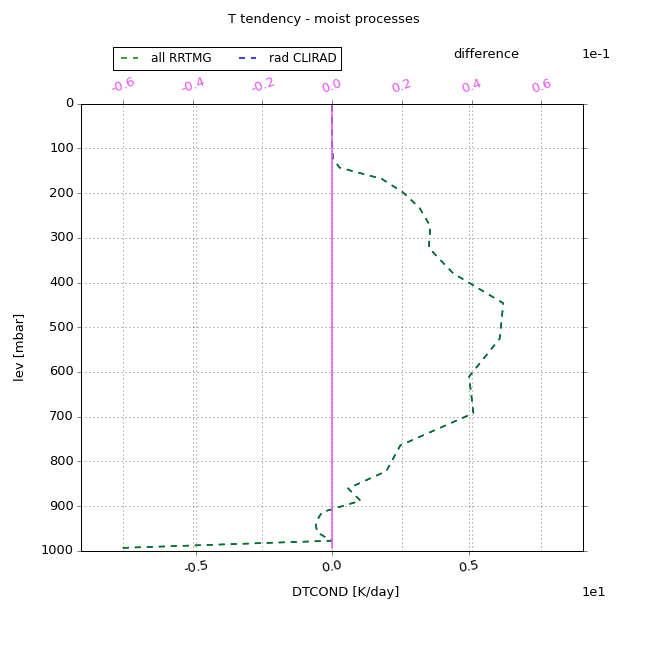 T tendency - moist processes
all RRTMG rad CLIRAD difference 1e-1
-0.6 -0.4 -0.2 0.0 0.2 0.4 0.6
0
100
200
300
400
500
600
700
800
900
1000
lev [mbar]
-0.5 0.0 0.5
DTCOND [K/day] 1e1